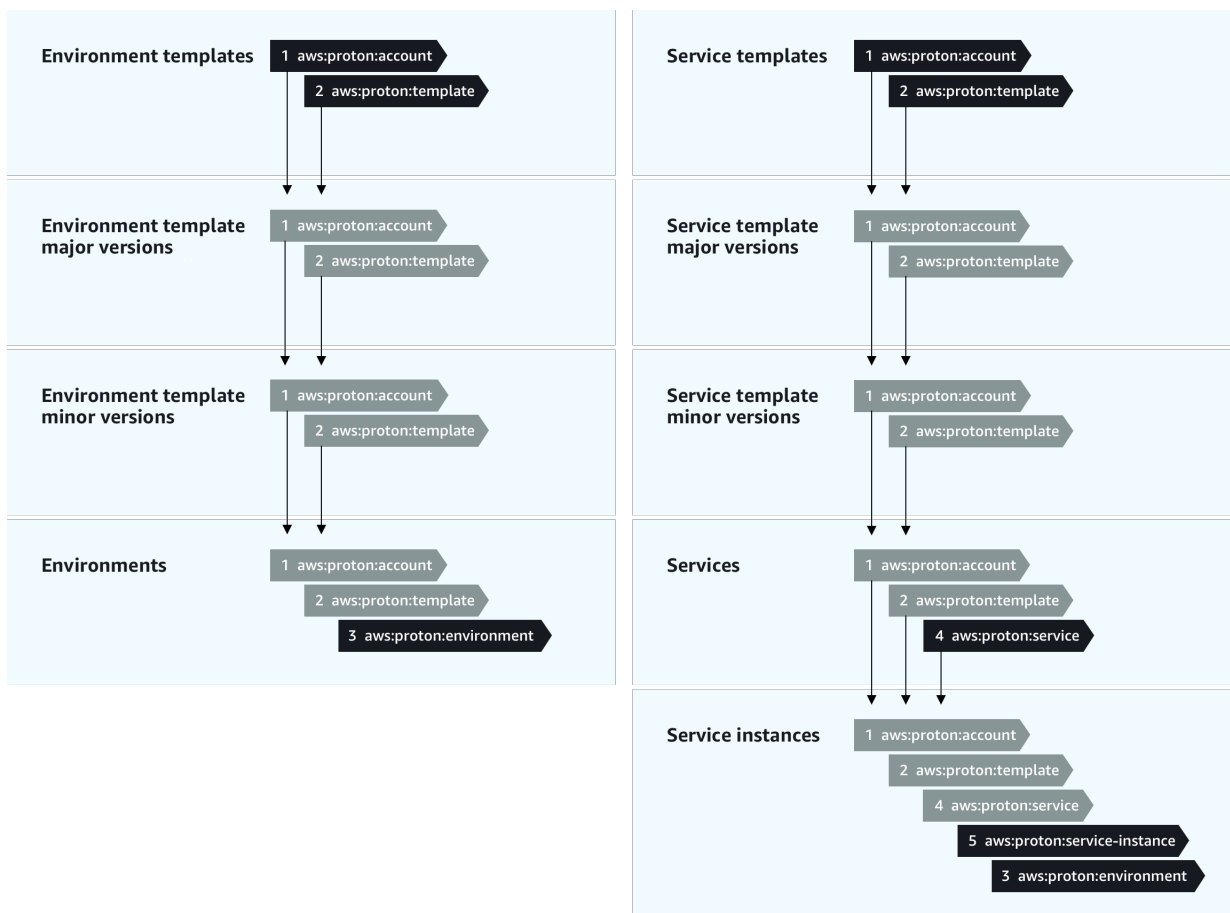 Environment templates
1 aws:proton:account
2 aws:proton:template
Environment template
major versions
1 aws:proton:account
2 aws:proton:template
Environment template
minor versions
1 aws:proton:account
2 aws:proton:template
Environments
1 aws:proton:account
2 aws:proton:template
3 aws:proton:environment
Service templates
1 aws:proton:account
2 aws:proton:template
Service template
major versions
1 aws:proton:account
2 aws:proton:template
Service template
minor versions
1 aws:proton:account
2 aws:proton:template
Services
1 aws:proton:account
2 aws:proton:template
4 aws:proton:service
Service instances
1 aws:proton:account
2 aws:proton:template
4 aws:proton:service
5 aws:proton:service-instance
3 aws:proton:environment